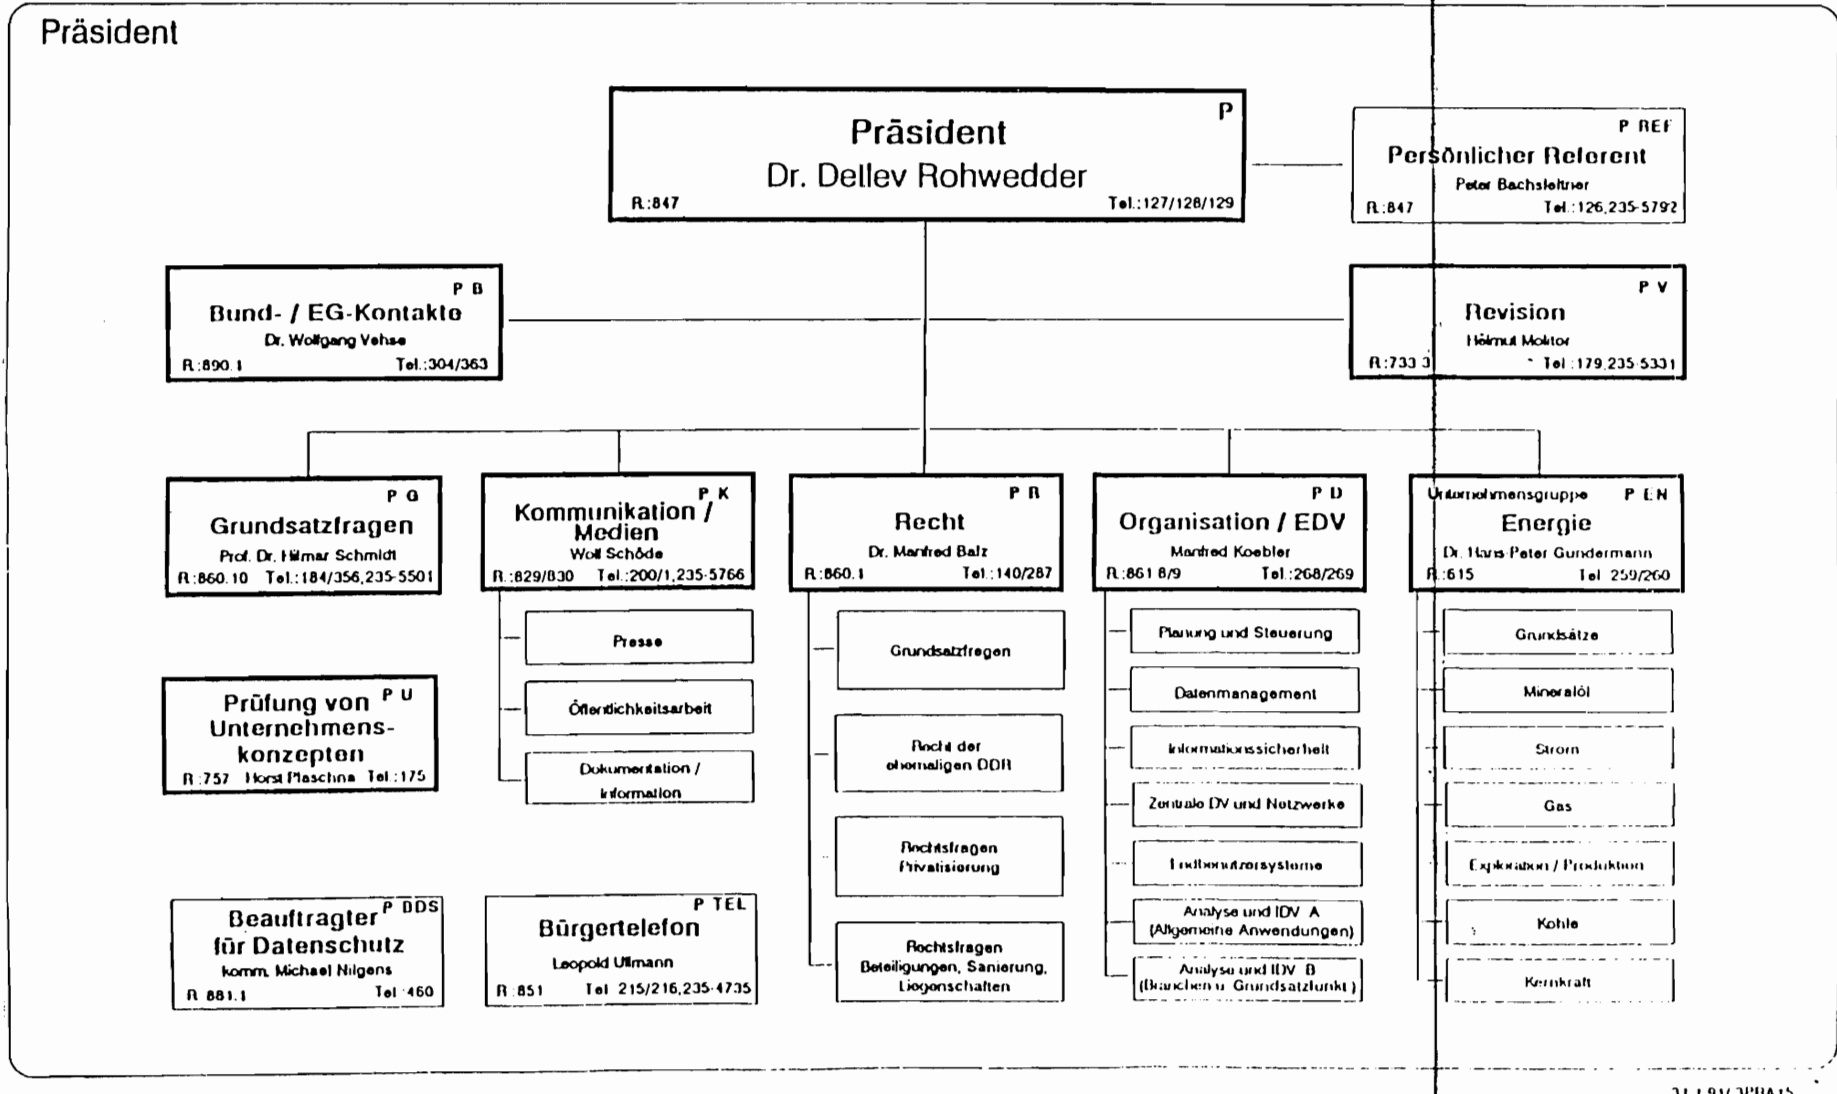 Präsident
P
Präsident
Dr. Detlev Rohwedder
R.:847 Tel.:127/128/129
P REF
Persönlicher Referent
Peter Bachsleitner
R.:847 Tel.:126,235-5792
P B
Bund- / EG-Kontakte
Dr. Wolfgang Vehse
R.:890.1 Tel.:304/363
P V
Revision
Helmut Molitor
R.:733 3 Tel.:179,235-5331
P G
Grundsatzfragen
Prof. Dr. Hilmar Schmidt
R.:860.10 Tel.:184/356,235-5501
P K
Kommunikation /
Medien
Wolf Schöde
R.:829/830 Tel.:200/1,235-5766
Presse
Öffentlichkeitsarbeit
Dokumentation /
Information
P R
Recht
Dr. Manfred Balz
R.:860.1 Tel.:140/287
Grundsatzfragen
Recht der
ehemaligen DDR
Rechtsfragen
Privatisierung
Rechtsfragen
Beteiligungen, Sanierung,
Liegenschaften
P D
Organisation / EDV
Manfred Koebler
R.:861 8/9 Tel.:268/269
Planung und Steuerung
Datenmanagement
Informationssicherheit
Zentrale DV und Netzwerke
Endbenutzersysteme
Analyse und IDV A
(Allgemeine Anwendungen)
Analyse und IDV B
(Branchen u. Grundsatzfunkt.)
Unternehmensgruppe P EN
Energie
Dr. Hans-Peter Gundermann
R.:615 Tel 259/260
Grundsätze
Mineralöl
Strom
Gas
Exploration / Produktion
Kohle
Kernkraft
Prüfung von P U
Unternehmens-
konzepten
R.:757 Horst Plaschna Tel.:175
P DDS
Beauftragter
für Datenschutz
komm. Michael Nilgens
R 881.1 Tel.:460
P TEL
Bürgertelefon
Leopold Ullmann
R.:851 Tel 215/216,235-4735